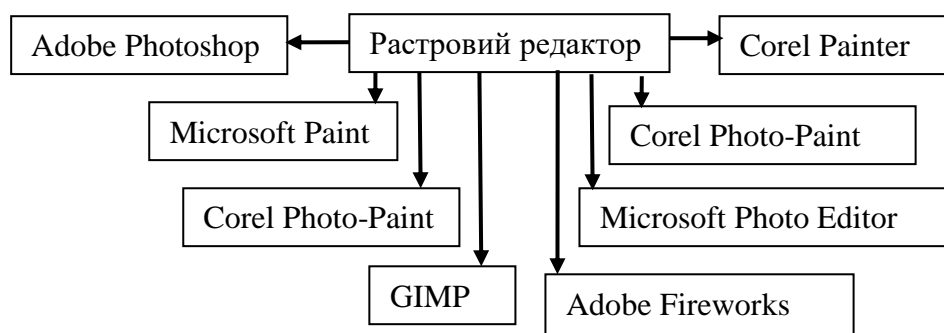 Adobe Photoshop
Растровий редактор
Corel Painter
Microsoft Paint
Corel Photo-Paint
Corel Photo-Paint
Microsoft Photo Editor
GIMP
Adobe Fireworks